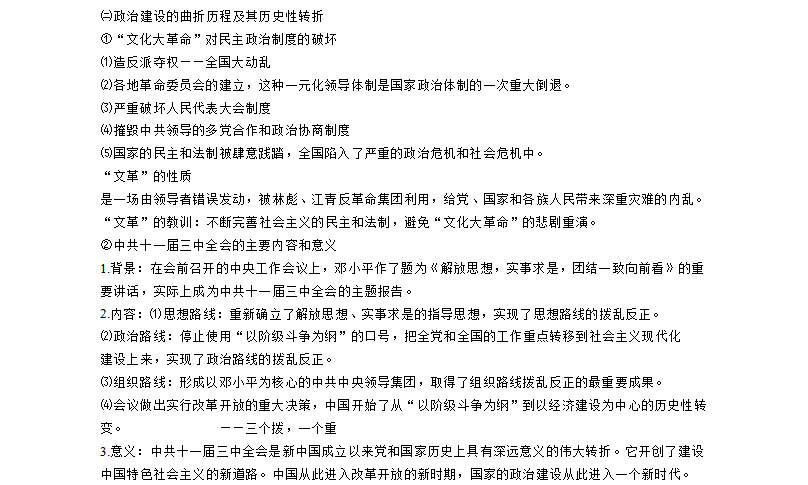 ㈡政治建设的曲折历程及其历史性转折
①“文化大革命”对民主政治制度的破坏
⑴造反派夺权－－全国大动乱
⑵各地革命委员会的建立，这种一元化领导体制是国家政治体制的一次重大倒退。
⑶严重破坏人民代表大会制度
⑷摧毁中共领导的多党合作和政治协商制度
⑸国家的民主和法制被肆意践踏，全国陷入了严重的政治危机和社会危机中。
“文革”的性质
是一场由领导者错误发动，被林彪、江青反革命集团利用，给党、国家和各族人民带来深重灾难的内乱。
“文革”的教训：不断完善社会主义的民主和法制，避免“文化大革命”的悲剧重演。
②中共十一届三中全会的主要内容和意义
1.背景：在会前召开的中央工作会议上，邓小平作了题为《解放思想，实事求是，团结一致向前看》的重
要讲话，实际上成为中共十一届三中全会的主题报告。
2.内容：⑴思想路线：重新确立了解放思想、实事求是的指导思想，实现了思想路线的拨乱反正。
⑵政治路线：停止使用“以阶级斗争为纲”的口号，把全党和全国的工作重点转移到社会主义现代化
建设上来，实现了政治路线的拨乱反正。
⑶组织路线：形成以邓小平为核心的中共中央领导集团，取得了组织路线拨乱反正的最重要成果。
⑷会议做出实行改革开放的重大决策，中国开始了从“以阶级斗争为纲”到以经济建设为中心的历史性转
变。 －－三个拨，一个重
3.意义：中共十一届三中全会是新中国成立以来党和国家历史上具有深远意义的伟大转折。它开创了建设
中国特色社会主义的新道路。中国从此进入改革开放的新时期，国家的政治建设从此进入一个新时代。